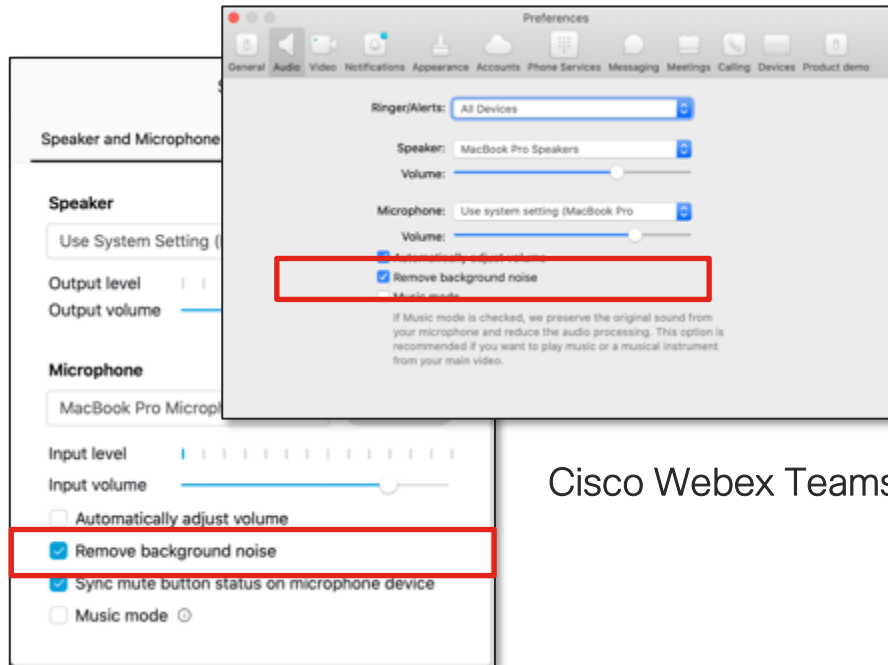 Preferences
General Audio Video Notifications Appearance Accounts Phone Services Messaging Meetings Calling Devices Product demo
Ringer/Alerts: All Devices
Speaker: MacBook Pro Speakers
Volume:
Microphone: Use system setting (MacBook Pro
Volume:
Automatically adjust volume
Remove background noise
Music mode
If Music mode is checked, we preserve the original sound from
your microphone and reduce the audio processing. This option is
recommended if you want to play music or a musical instrument
from your main video.
Speaker and Microphone
Speaker
Use System Setting (
Output level
Output volume
Microphone
MacBook Pro Microph
Input level
Input volume
Automatically adjust volume
Remove background noise
Sync mute button status on microphone device
Music mode
Cisco Webex Teams